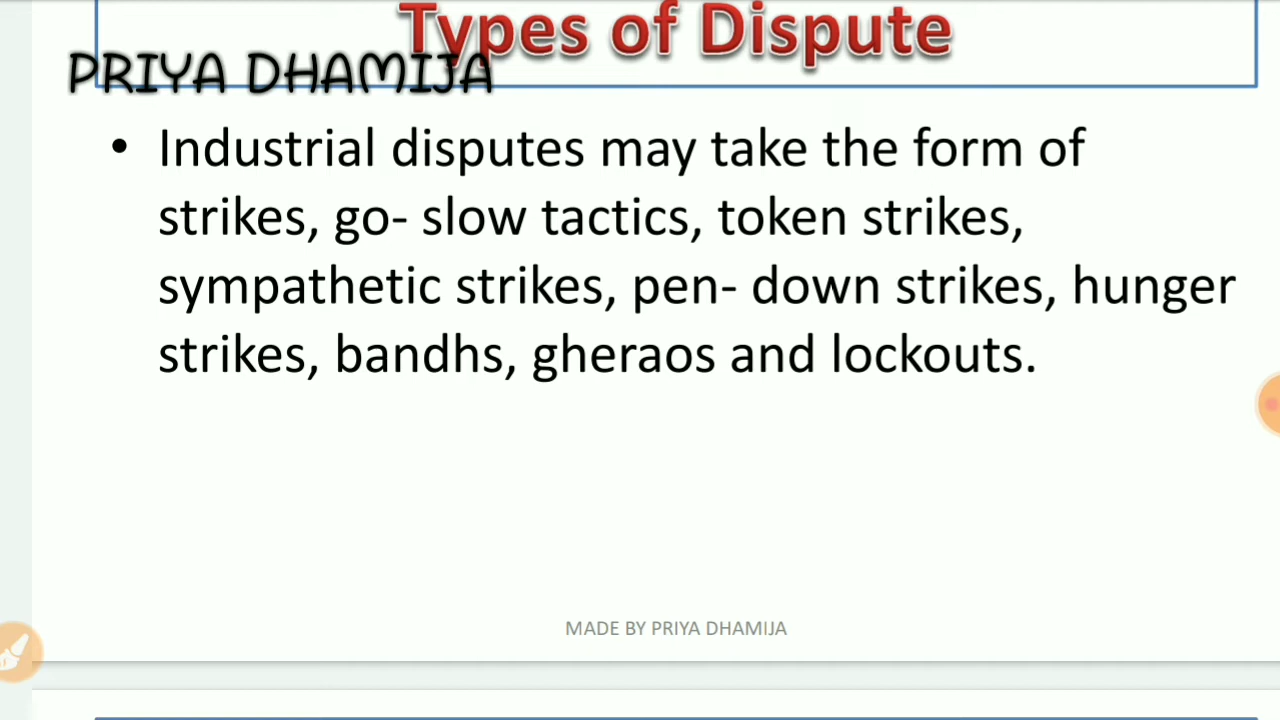 Types of Dispute
PRIYA DHAMIJA
• Industrial disputes may take the form of
strikes, go- slow tactics, token strikes,
sympathetic strikes, pen- down strikes, hunger
strikes, bandhs, gheraos and lockouts.
MADE BY PRIYA DHAMIJA